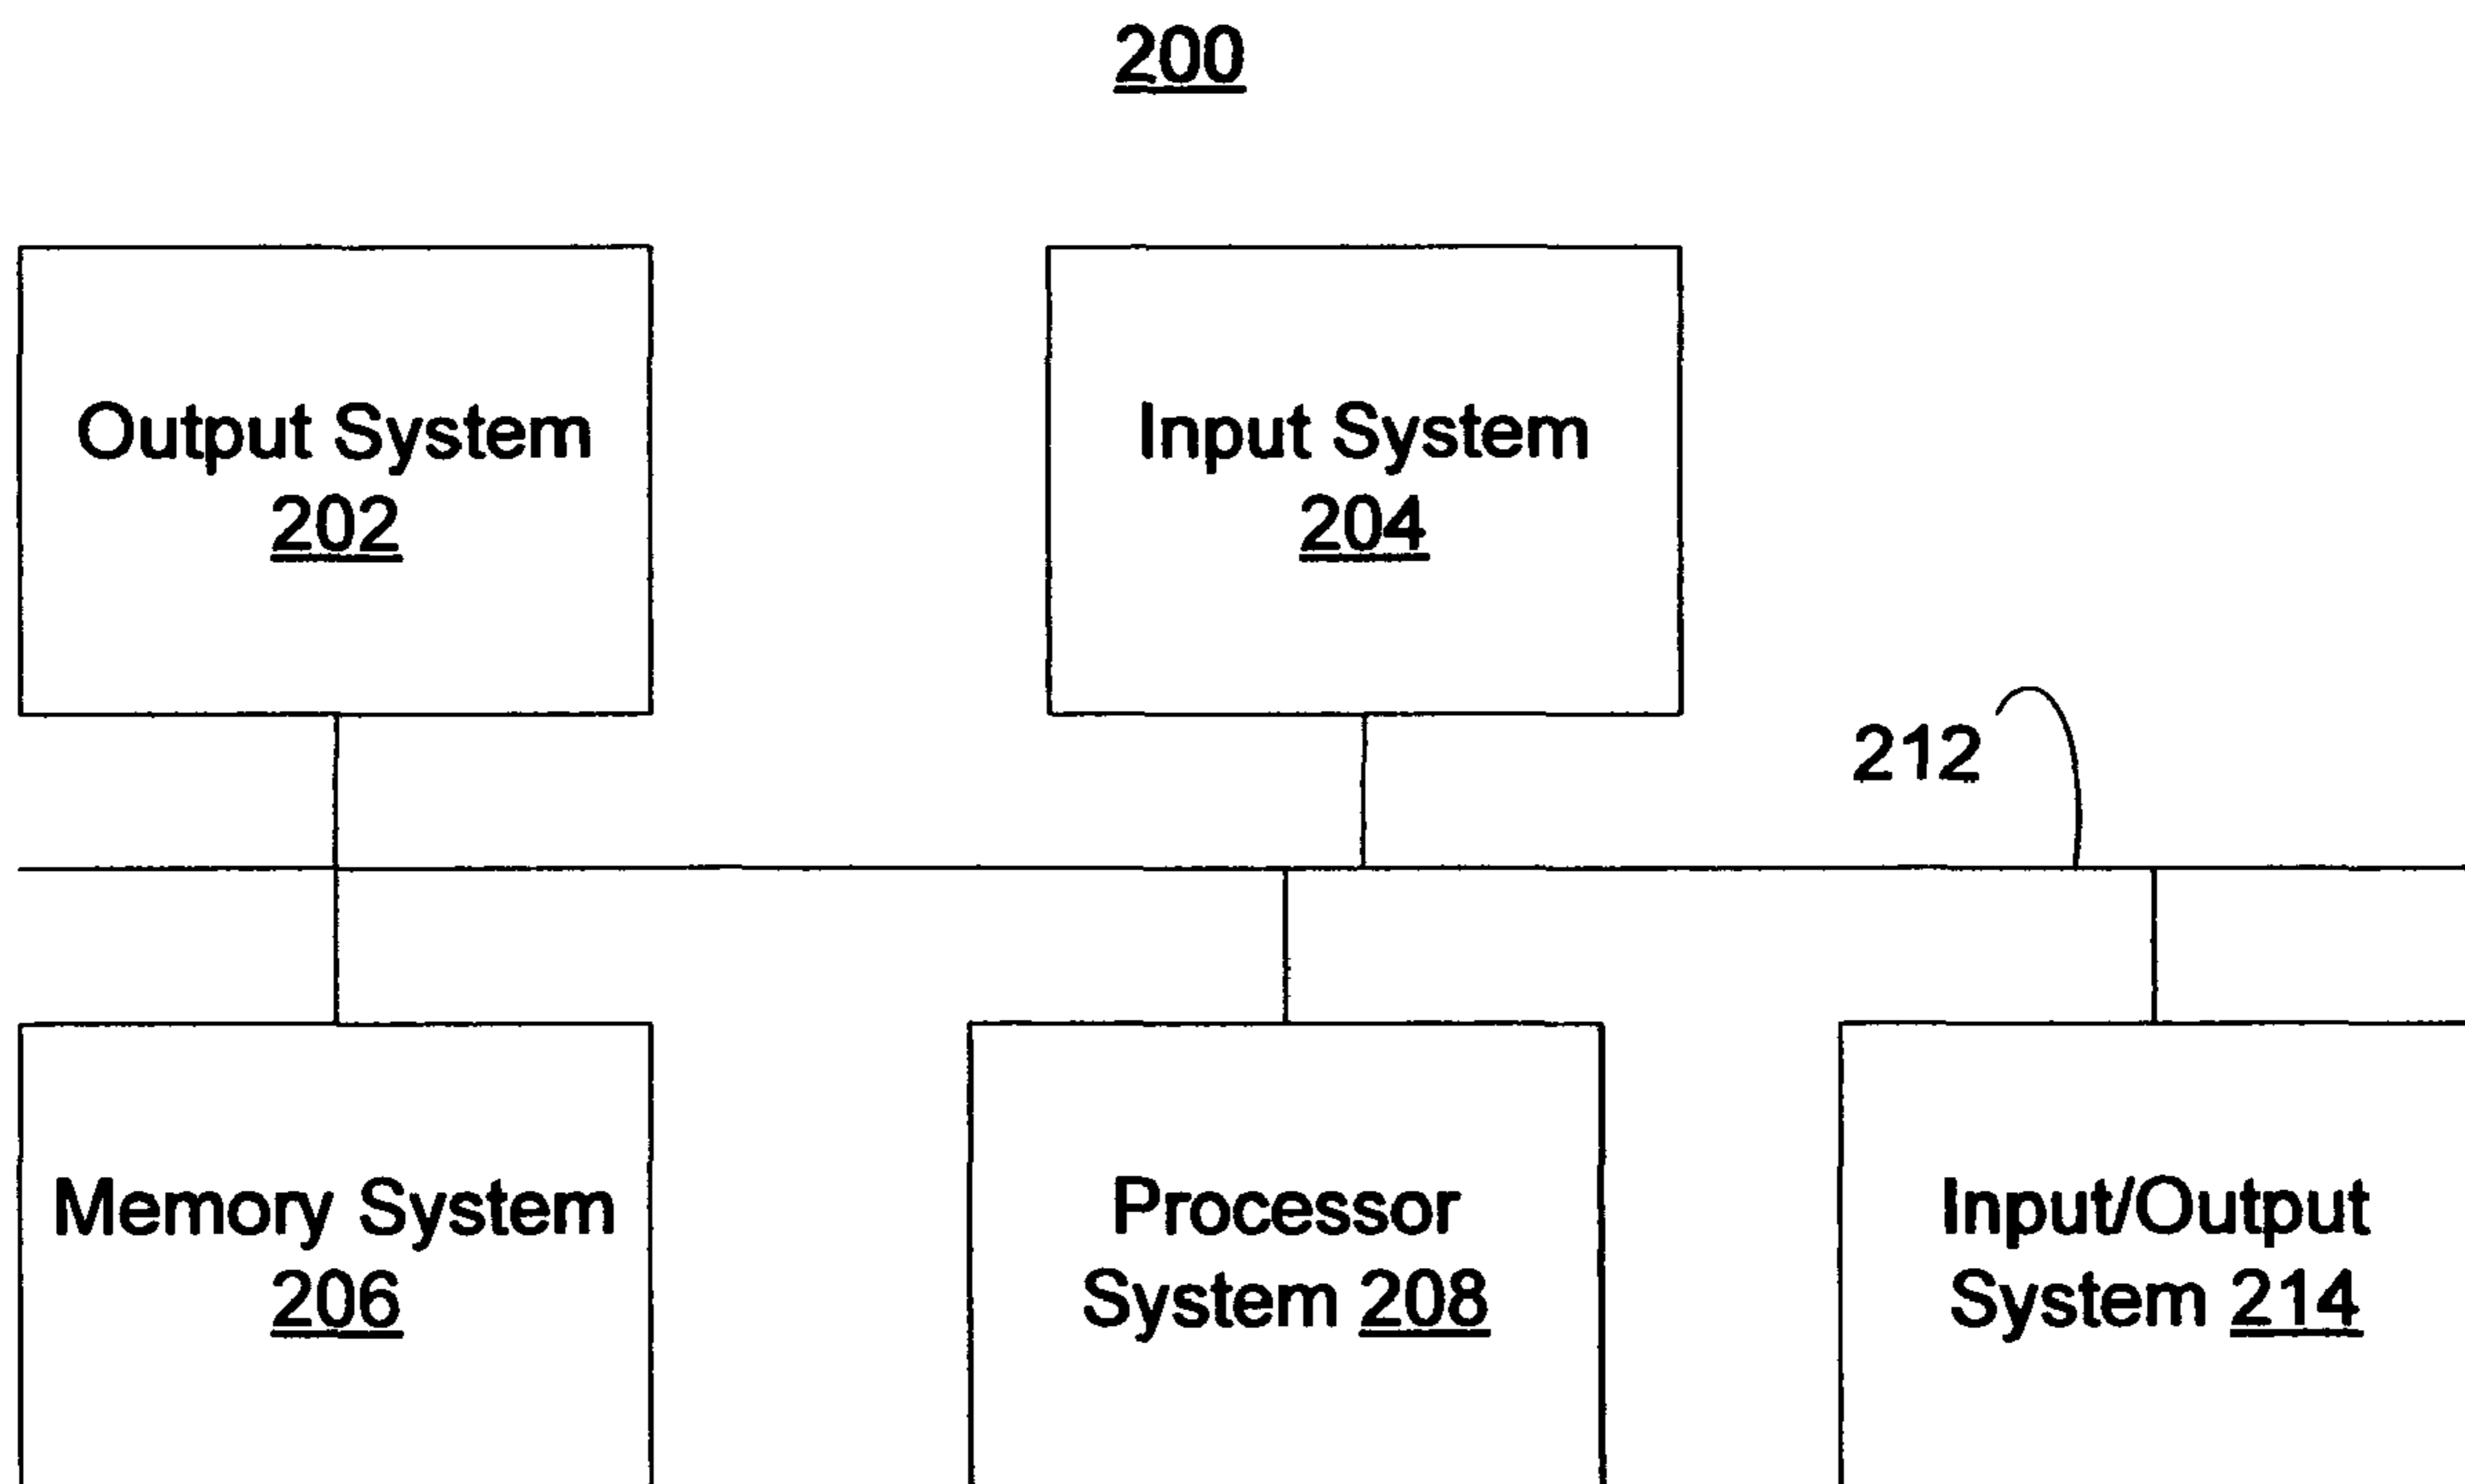 200
Output System
202
Input System
204
212
Memory System
206
Processor
System 208
Input/Output
System 214